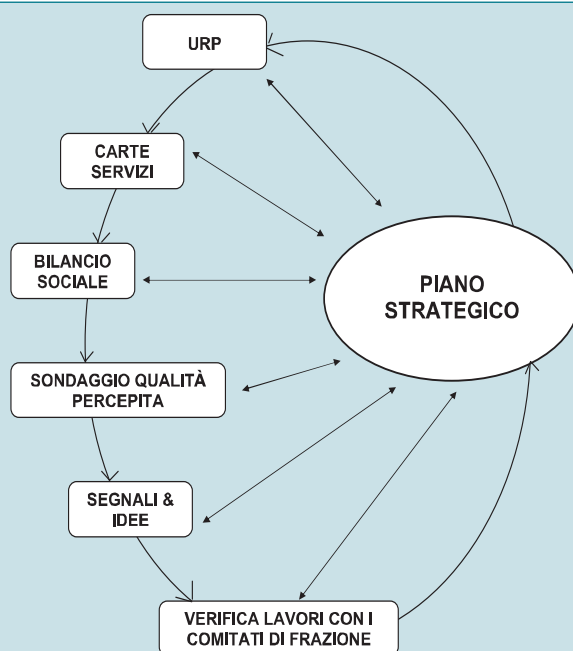 URP
CARTE
SERVIZI
BILANCIO
SOCIALE
PIANO
STRATEGICO
SONDAGGIO QUALITÀ
PERCEPITA
SEGNALI &
IDEE
VERIFICA LAVORI CON I
COMITATI DI FRAZIONE